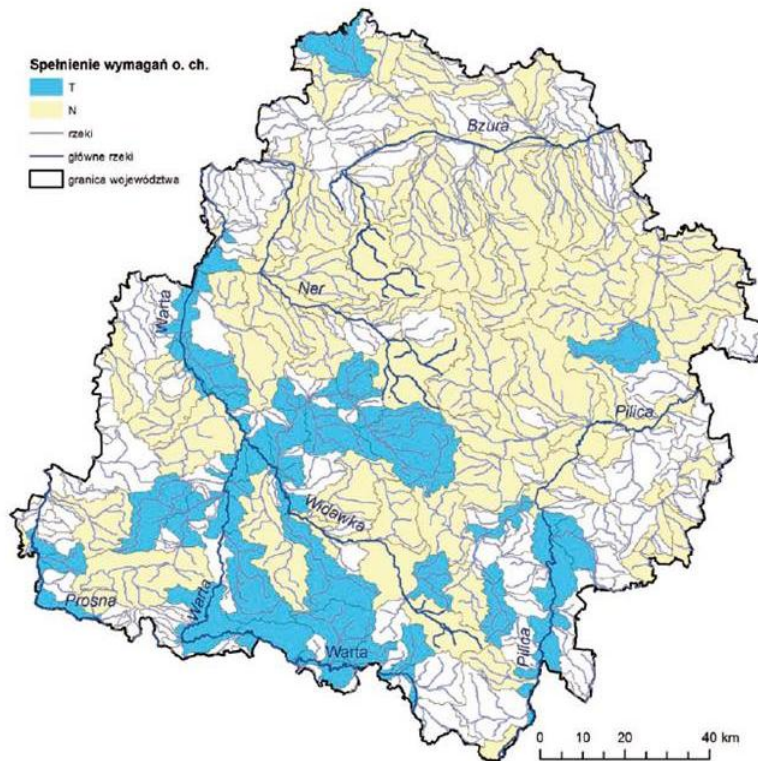 Spełnienie wymagań o. ch.
T
N
rzeki
główne rzeki
granica województwa
Bzura
Ner
Warta
Pilica
Widawka
Prosna
Warta
Warta
Pilica
0 10 20 40 km